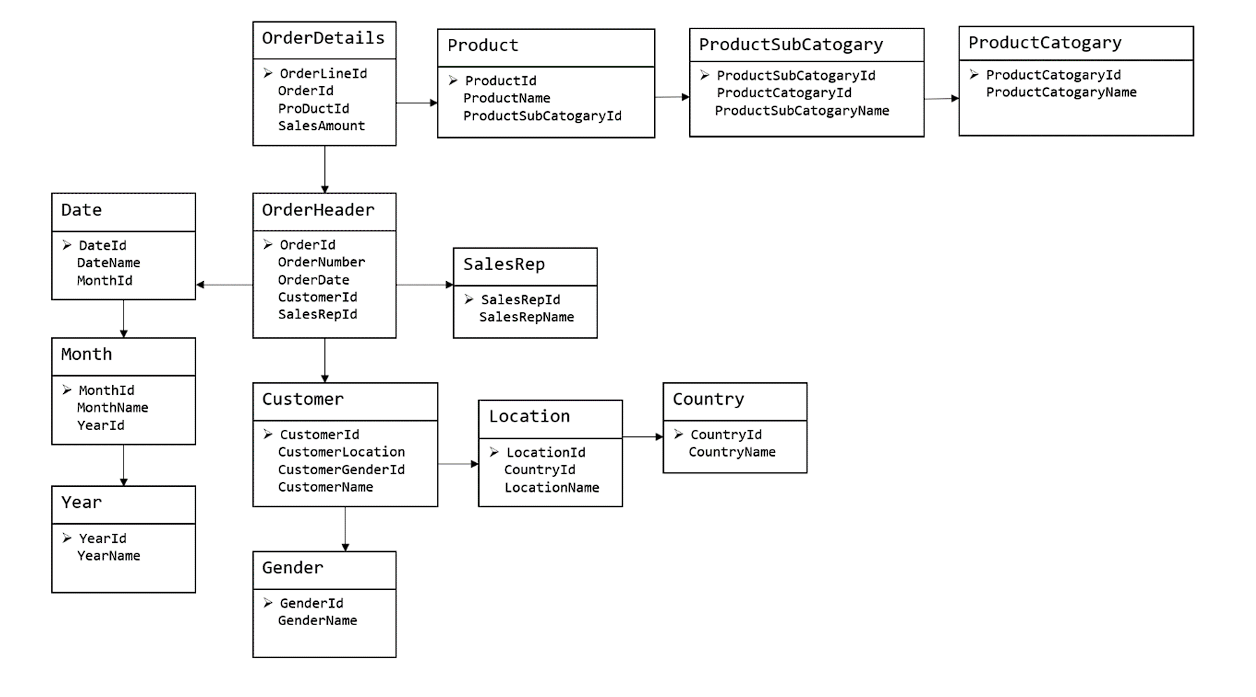 OrderDetails
OrderLineId
OrderId
ProDuctId
SalesAmount
Product
ProductId
ProductName
ProductSubCatogaryId
ProductSubCatogary
ProductSubCatogaryId
ProductCatogaryId
ProductSubCatogaryName
ProductCatogary
ProductCatogaryId
ProductCatogaryName
Date
DateId
DateName
MonthId
OrderHeader
OrderId
OrderNumber
OrderDate
CustomerId
SalesRepId
SalesRep
SalesRepId
SalesRepName
Month
MonthId
MonthName
YearId
Customer
CustomerId
CustomerLocation
CustomerGenderId
CustomerName
Location
LocationId
CountryId
LocationName
Country
CountryId
CountryName
Year
YearId
YearName
Gender
GenderId
GenderName